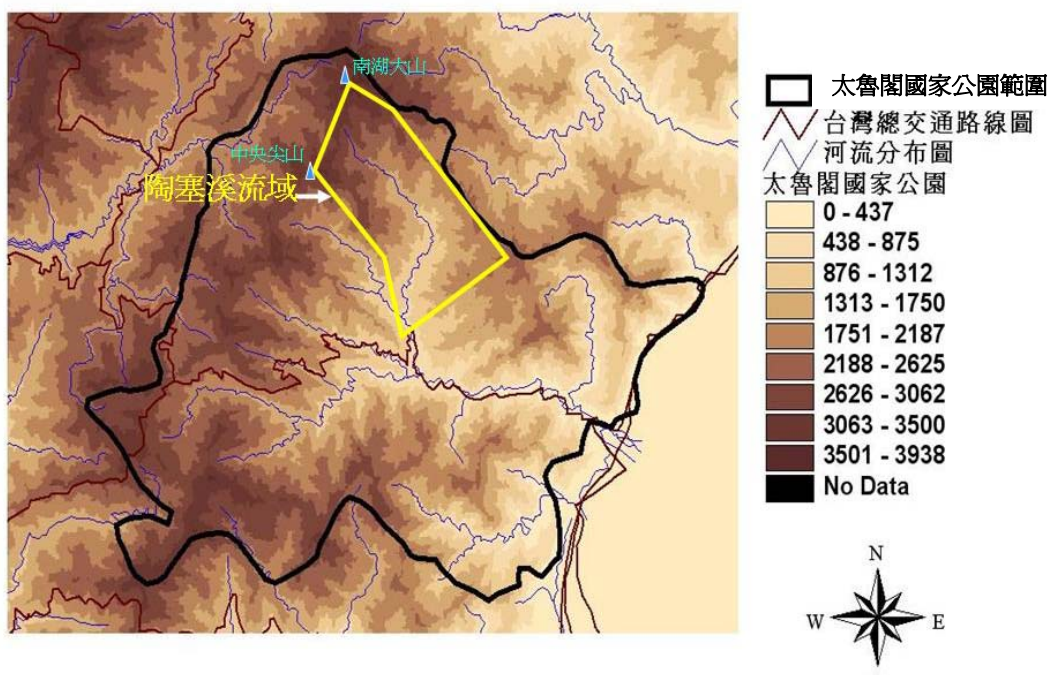 南湖大山
中央尖山
陶塞溪流域
太魯閣國家公園範圍
台灣總交通路線圖
河流分布圖
太魯閣國家公園
0 - 437
438 - 875
876 - 1312
1313 - 1750
1751 - 2187
2188 - 2625
2626 - 3062
3063 - 3500
3501 - 3938
No Data
N
W E
S